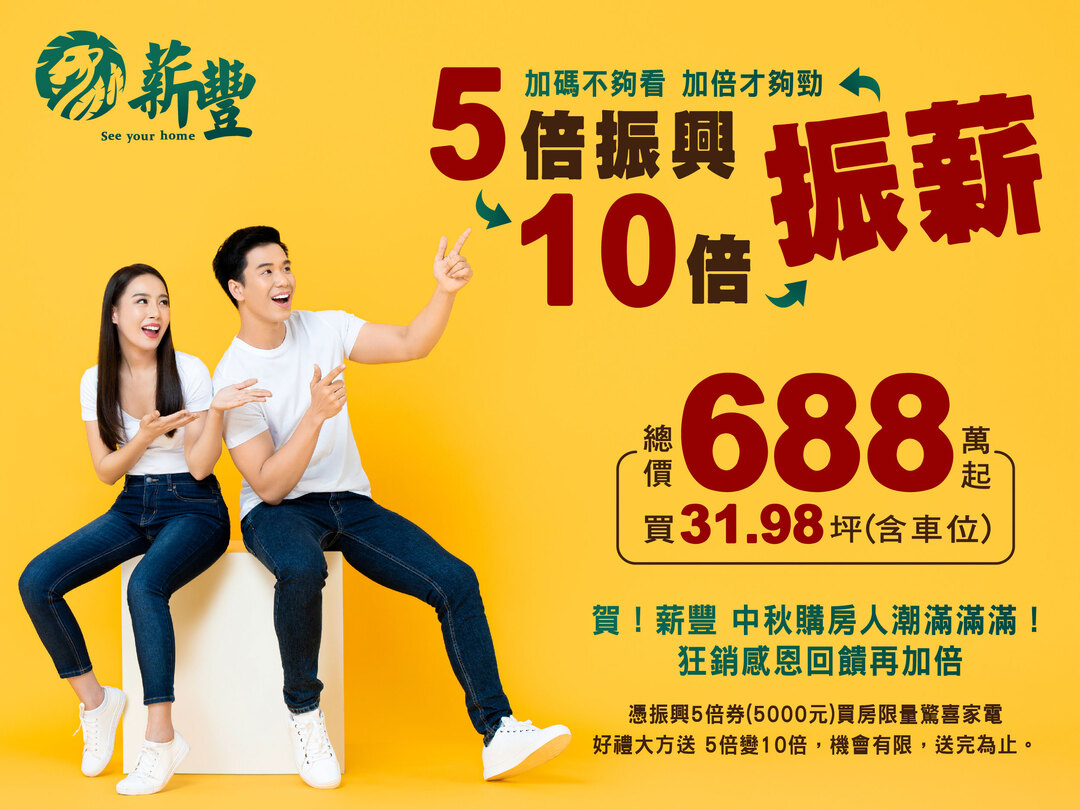 薪豐
See your home
加碼不夠看 加倍才夠勁
5倍振興
10倍
振薪
總價688萬起
買31.98坪(含車位)
賀！薪豐 中秋購房人潮滿滿滿！
狂銷感恩回饋再加倍
憑振興5倍券(5000元)買房限量驚喜家電
好禮大方送 5倍變10倍，機會有限，送完為止。